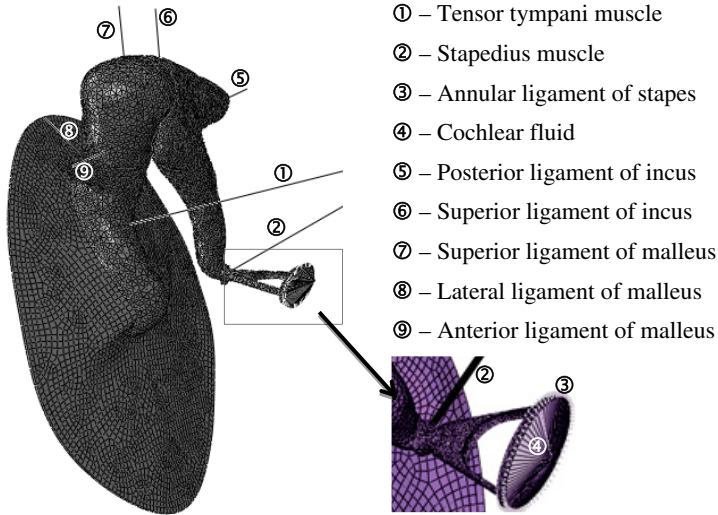 ① – Tensor tympani muscle
② – Stapedius muscle
③ – Annular ligament of stapes
④ – Cochlear fluid
⑤ – Posterior ligament of incus
⑥ – Superior ligament of incus
⑦ – Superior ligament of malleus
⑧ – Lateral ligament of malleus
⑨ – Anterior ligament of malleus
⑦ ⑥
⑤
⑧
⑨
①
②
② ③
④